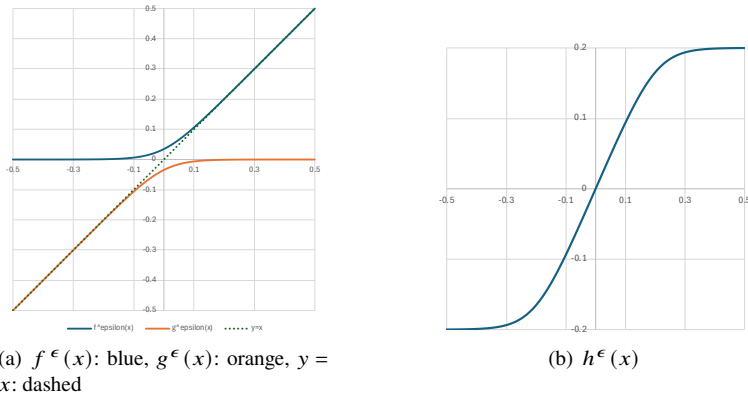 0.5
0.4
0.3
0.2
0.1
0
-0.5 -0.3 -0.1 0.1 0.3 0.5
-0.1
-0.2
-0.3
-0.4
-0.5
f^epsilon(x) g^epsilon(x) y=x
(a) f^ϵ(x): blue, g^ϵ(x): orange, y =
x: dashed
0.2
0.1
0
-0.5 -0.3 -0.1 0.1 0.3 0.5
-0.1
-0.2
(b) h^ϵ(x)